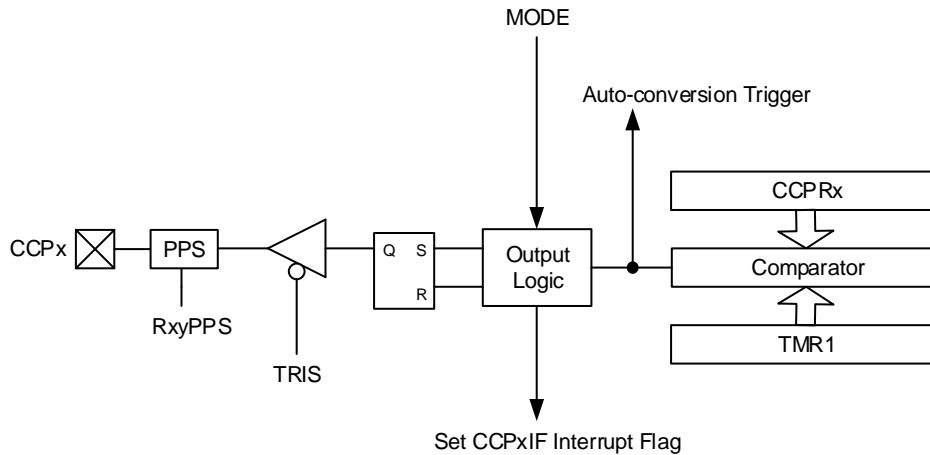 MODE
Auto-conversion Trigger
CCPRx
CCPx
PPS
Q
S
R
Output
Logic
Comparator
RxyPPS
TRIS
TMR1
Set CCPxIF Interrupt Flag